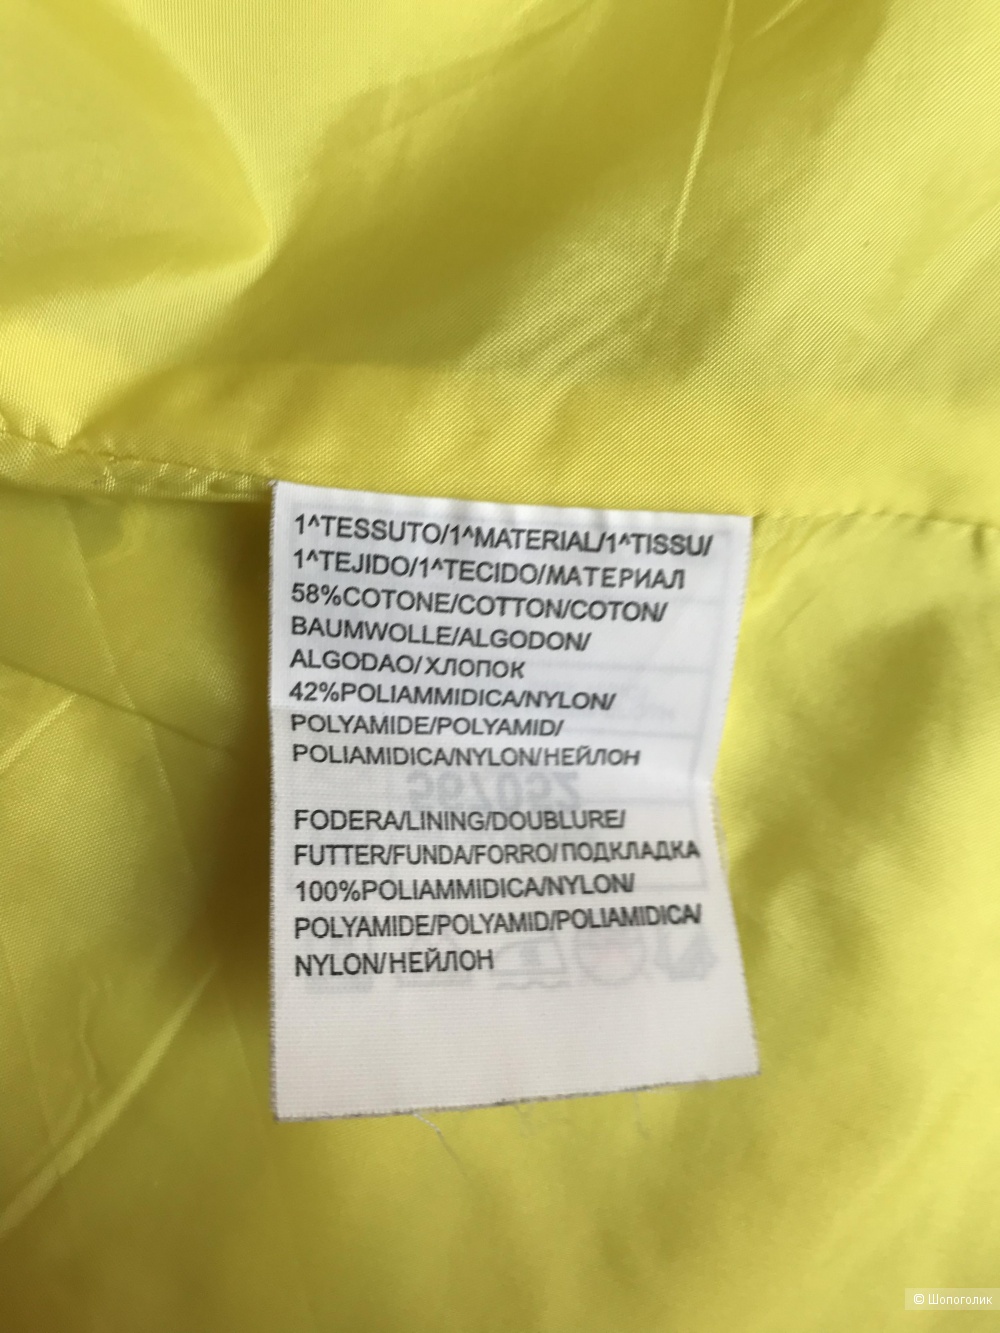 1^TESSUTO/1^MATERIAL/1^TISSU/
1^TEJIDO/1^TECIDO/МАТЕРИАЛ
58%COTONE/COTTON/COTON/
BAUMWOLLE/ALGODON/
ALGODAO/ХЛОПОК
42%POLIAMMIDICA/NYLON/
POLYAMIDE/POLYAMID/
POLIAMIDICA/NYLON/НЕЙЛОН
FODERA/LINING/DOUBLURE/
FUTTER/FUNDA/FORRO/ПОДКЛАДКА
100%POLIAMMIDICA/NYLON/
POLYAMIDE/POLYAMID/POLIAMIDICA/
NYLON/НЕЙЛОН
© Шопоголик